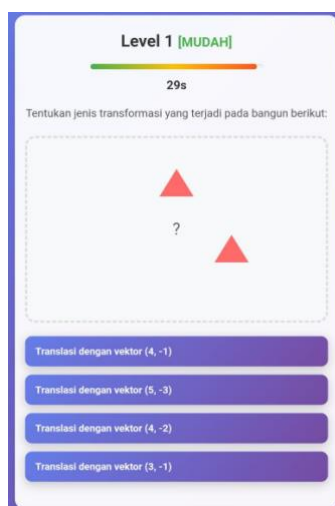 Level 1 [MUDAH]
29s
Tentukan jenis transformasi yang terjadi pada bangun berikut:
?
Translasi dengan vektor (4, -1)
Translasi dengan vektor (5, -3)
Translasi dengan vektor (4, -2)
Translasi dengan vektor (3, -1)